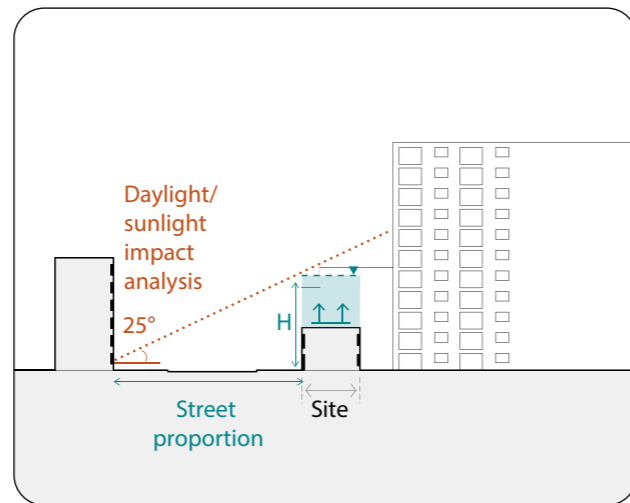 Daylight/
sunlight
impact
analysis
25°
H
Street
proportion
Site